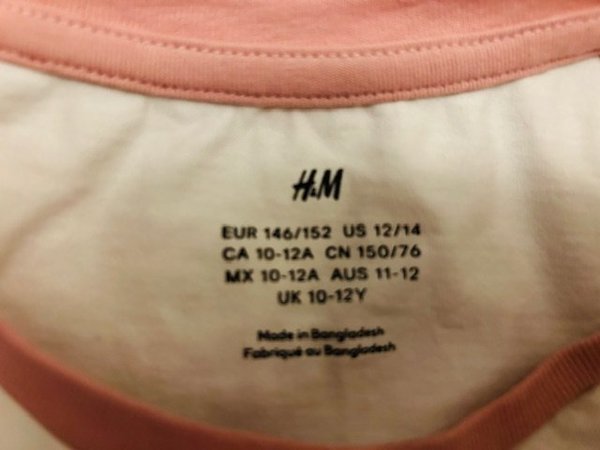 H&M
EUR 146/152 US 12/14
CA 10-12A CN 150/76
MX 10-12A AUS 11-12
UK 10-12Y
Made in Bangladesh
Fabriqué au Bangladesh